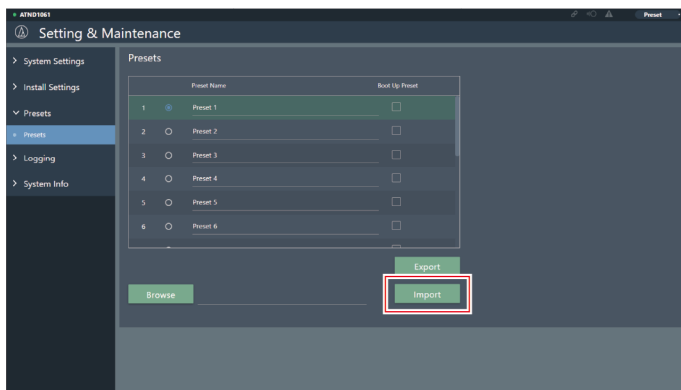 ATND1061
Preset
Setting & Maintenance
System Settings
Install Settings
Presets
Presets
Logging
System Info
Presets
Preset Name Boot Up Preset
1 Preset 1
2 Preset 2
3 Preset 3
4 Preset 4
5 Preset 5
6 Preset 6
Export
Browse
Import